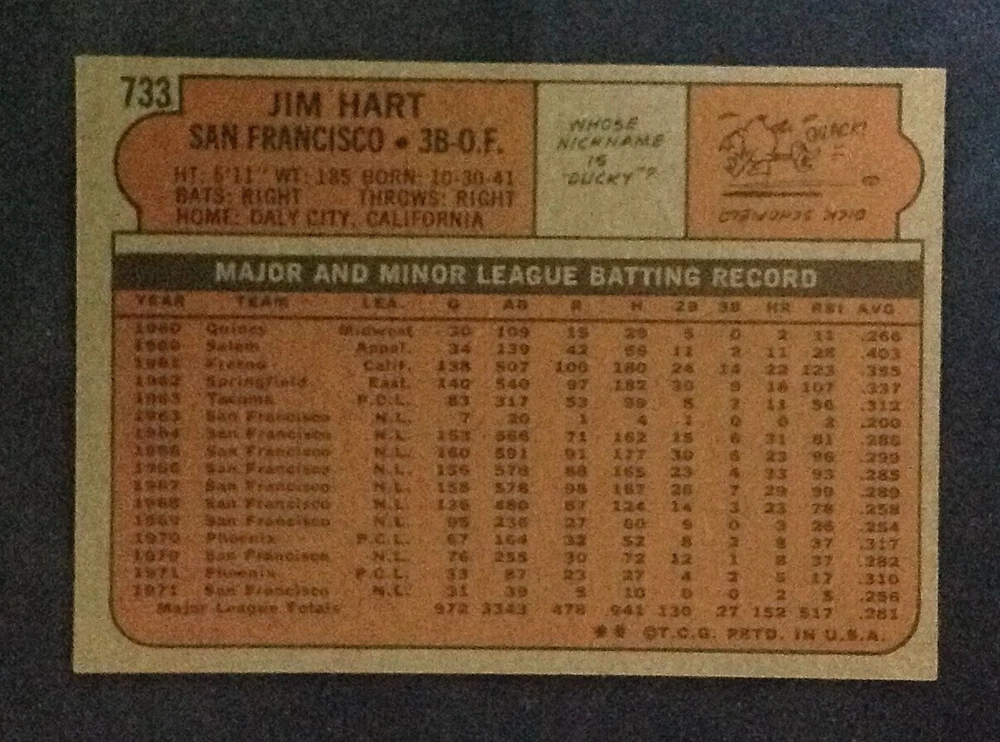 733
JIM HART
SAN FRANCISCO • 3B-O.F.
HT: 5'11" WT: 185 BORN: 10-30-41
BATS: RIGHT THROWS: RIGHT
HOME: DALY CITY, CALIFORNIA
WHOSE
NICKNAME
IS
"DUCKY"?
QUACK!
DICK SCHOFIELD
MAJOR AND MINOR LEAGUE BATTING RECORD
YEAR TEAM LEA. G AB R H 2B 3B HR RBI AVG
1960 Quincy Midwest 30 109 15 29 5 0 2 11 .266
1960 Salem Appal. 34 139 42 56 11 2 11 28 .403
1961 Fresno Calif. 138 507 106 180 24 14 22 123 .355
1962 Springfield East. 140 540 97 182 30 107 .337
1963 Tacoma P.C.L. 83 317 53 99 5 7 11 56 .312
1963 San Francisco N.L. 7 20 1 4 1 0 0 2 .200
1964 San Francisco N.L. 153 566 71 162 15 6 31 81 .286
San Francisco N.L. 160 591 91 177 30 6 23 96 .299
1966 San Francisco N.L. 156 578 88 165 23 4 33 93 .285
1967 San Francisco N.L. 158 578 98 167 26 7 29 99 .289
1968 San Francisco N.L. 136 480 67 124 14 3 23 78 .258
1969 San Francisco N.L. 95 236 27 60 9 0 3 26 .254
1970 Phoenix P.C.L. 67 164 32 52 8 2 8 37 .317
1970 San Francisco N.L. 76 255 30 72 12 1 8 37 .282
1971 Phoenix P.C.L. 87 23 27 4 2 5 17 .310
1971 San Francisco N.L. 31 39 5 10 0 0 2 5 .256
Major League Totals 972 3343 478 941 130 27 152 517 .281
** ©T.C.G. PRTD. IN U.S.A.